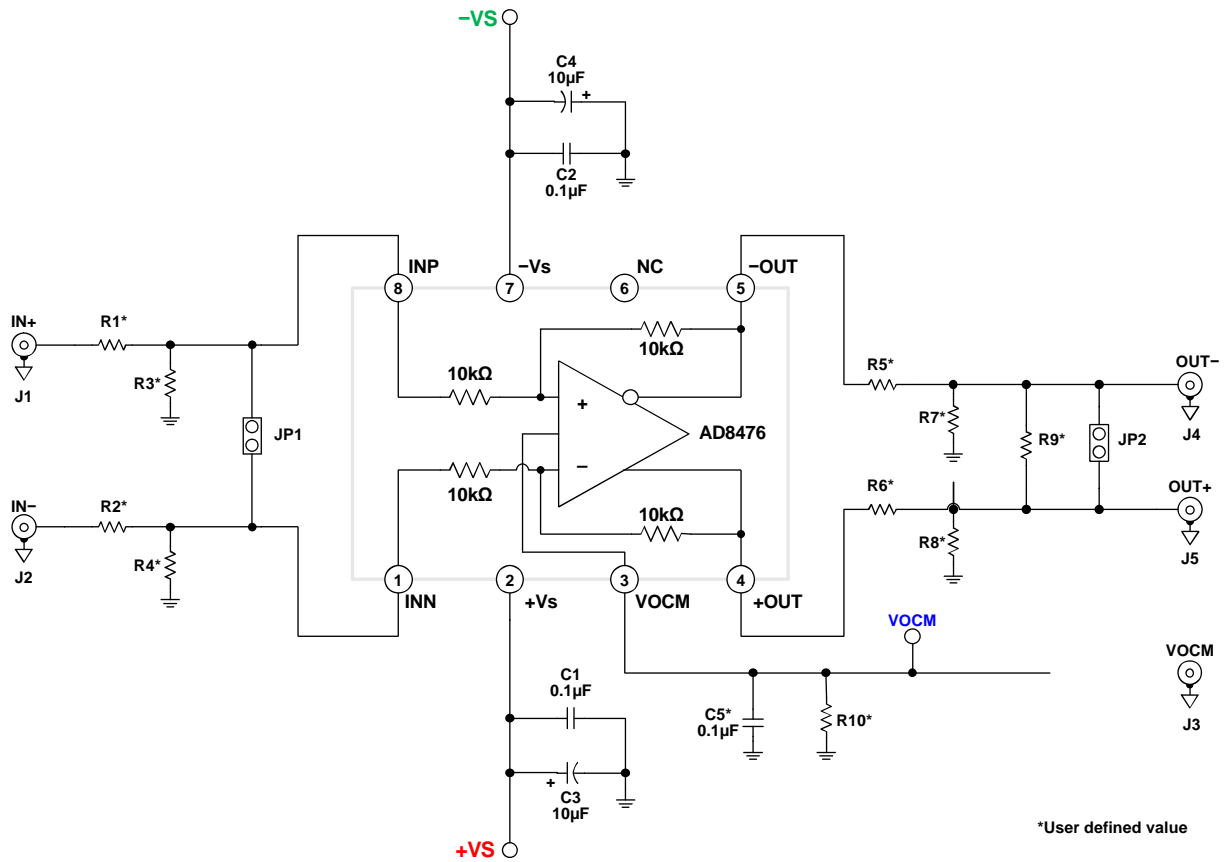 −VS
C4
10µF
+
C2
0.1µF
INP
−Vs
NC
−OUT
8
7
6
5
IN+
R1*
R3*
J1
JP1
10kΩ
10kΩ
+
−
AD8476
10kΩ
10kΩ
R5*
R7*
R9*
JP2
OUT−
J4
IN−
R2*
R4*
J2
R6*
R8*
OUT+
J5
1
2
3
4
INN
+Vs
VOCM
+OUT
VOCM
VOCM
J3
C1
0.1µF
C5*
0.1µF
R10*
+
C3
10µF
+VS
*User defined value